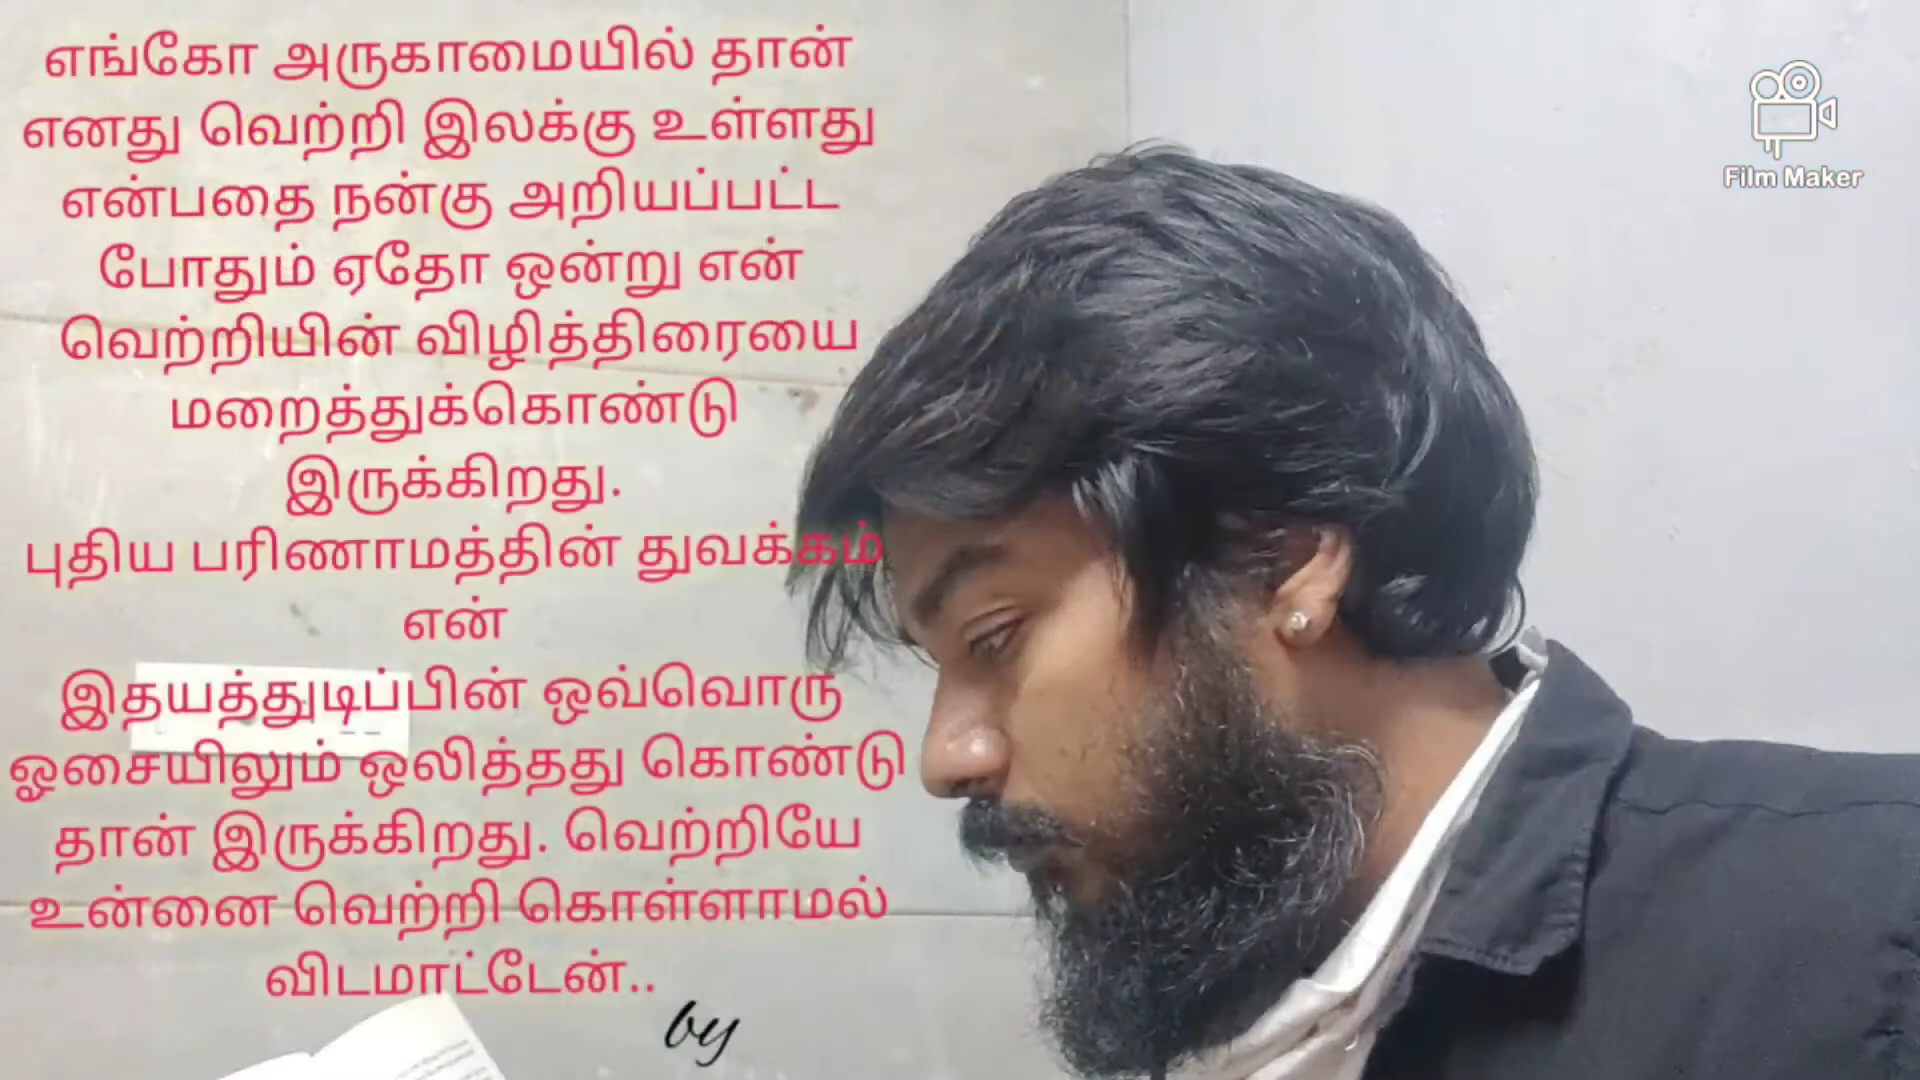 எங்கோ அருகாமையில் தான்
எனது வெற்றி இலக்கு உள்ளது
என்பதை நன்கு அறியப்பட்ட
போதும் ஏதோ ஒன்று என்
வெற்றியின் விழித்திரையை
மறைத்துக்கொண்டு
இருக்கிறது.
புதிய பரிணாமத்தின் துவக்கம்
என்
இதயத்துடிப்பின் ஒவ்வொரு
ஓசையிலும் ஒலித்தது கொண்டு
தான் இருக்கிறது. வெற்றியே
உன்னை வெற்றி கொள்ளாமல்
விடமாட்டேன்..
by
Film Maker